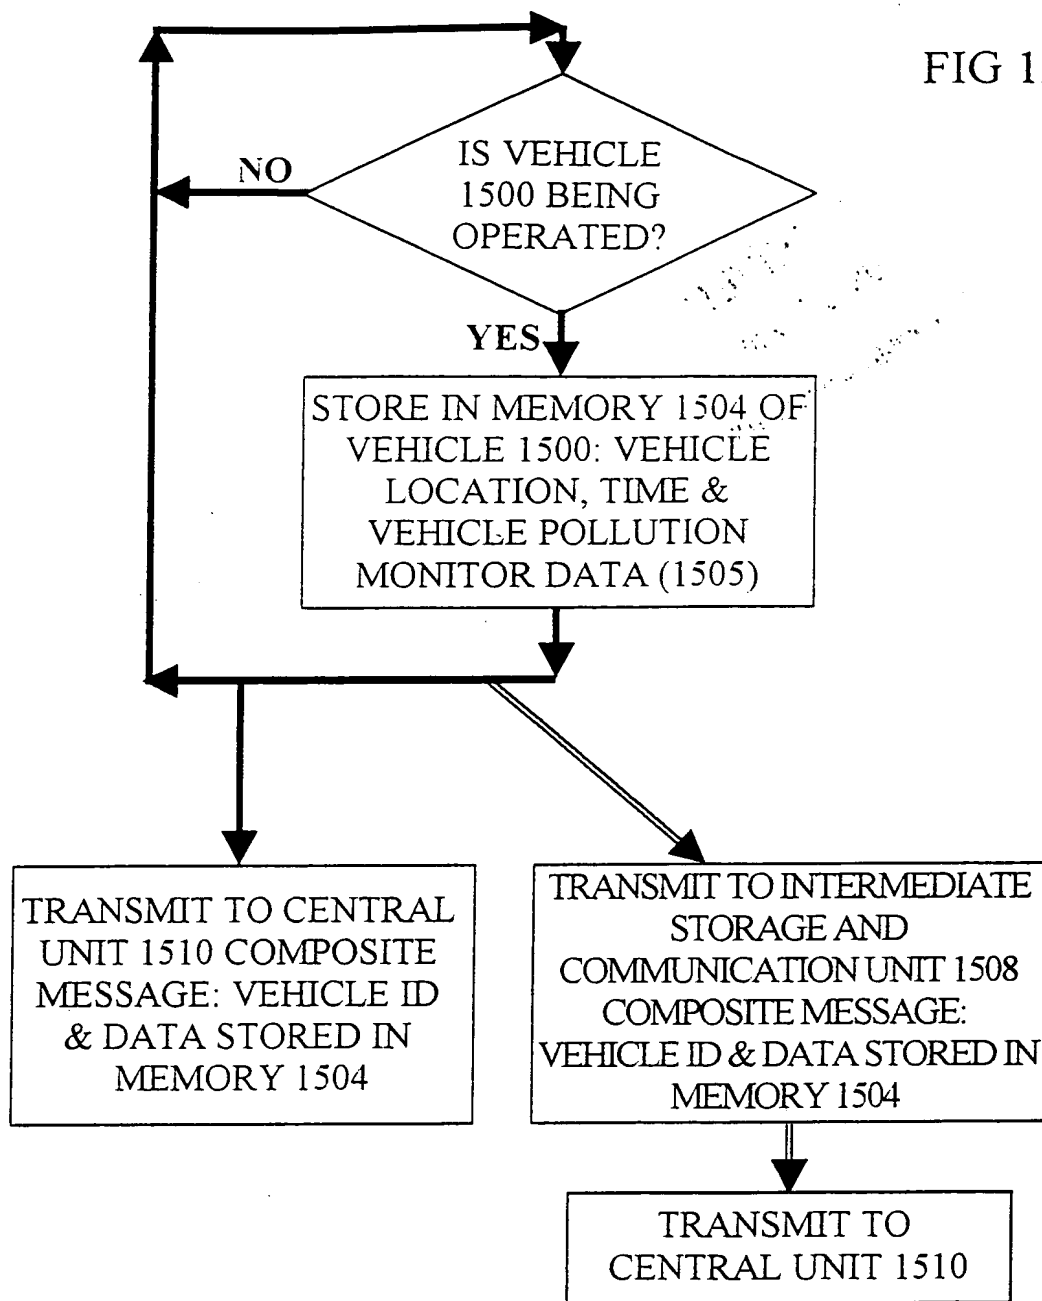 FIG 1
IS VEHICLE
1500 BEING
OPERATED?
NO
YES
STORE IN MEMORY 1504 OF
VEHICLE 1500: VEHICLE
LOCATION, TIME &
VEHICLE POLLUTION
MONITOR DATA (1505)
TRANSMIT TO CENTRAL
UNIT 1510 COMPOSITE
MESSAGE: VEHICLE ID
& DATA STORED IN
MEMORY 1504
TRANSMIT TO INTERMEDIATE
STORAGE AND
COMMUNICATION UNIT 1508
COMPOSITE MESSAGE:
VEHICLE ID & DATA STORED IN
MEMORY 1504
TRANSMIT TO
CENTRAL UNIT 1510